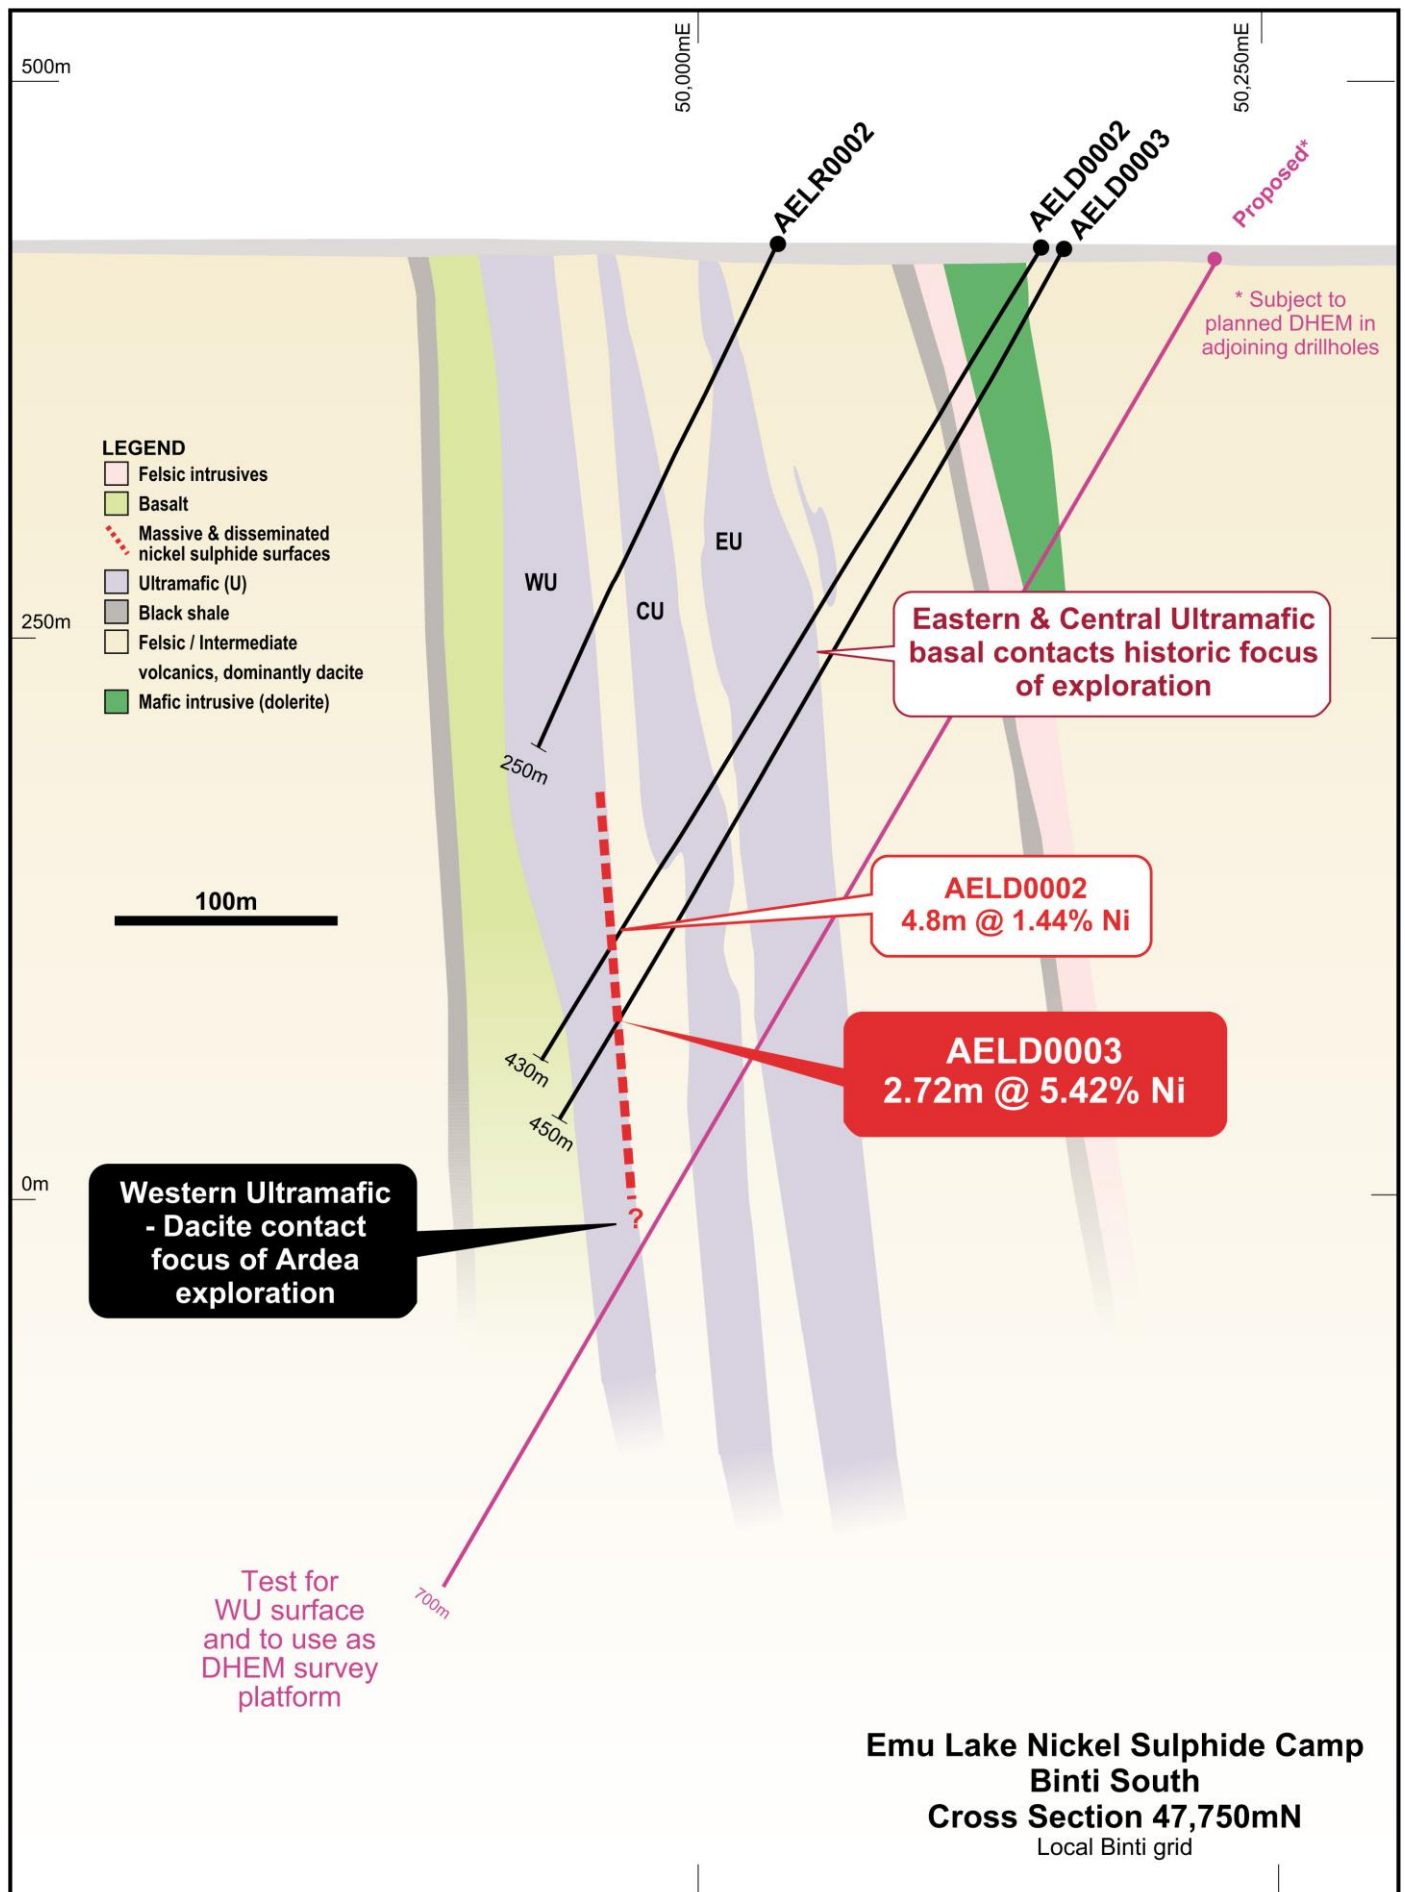 50,000mE
50,250mE
500m
AELR0002
AELD0002
AELD0003
Proposed*
* Subject to
planned DHEM in
adjoining drillholes
LEGEND
Felsic intrusives
Basalt
Massive & disseminated
nickel sulphide surfaces
Ultramafic (U)
Black shale
Felsic / Intermediate
volcanics, dominantly dacite
Mafic intrusive (dolerite)
WU
CU
EU
250m
Eastern & Central Ultramafic
basal contacts historic focus
of exploration
250m
100m
AELD0002
4.8m @ 1.44% Ni
AELD0003
2.72m @ 5.42% Ni
430m
450m
0m
Western Ultramafic
- Dacite contact
focus of Ardea
exploration
?
Test for
WU surface
and to use as
DHEM survey
platform
700m
Emu Lake Nickel Sulphide Camp
Binti South
Cross Section 47,750mN
Local Binti grid